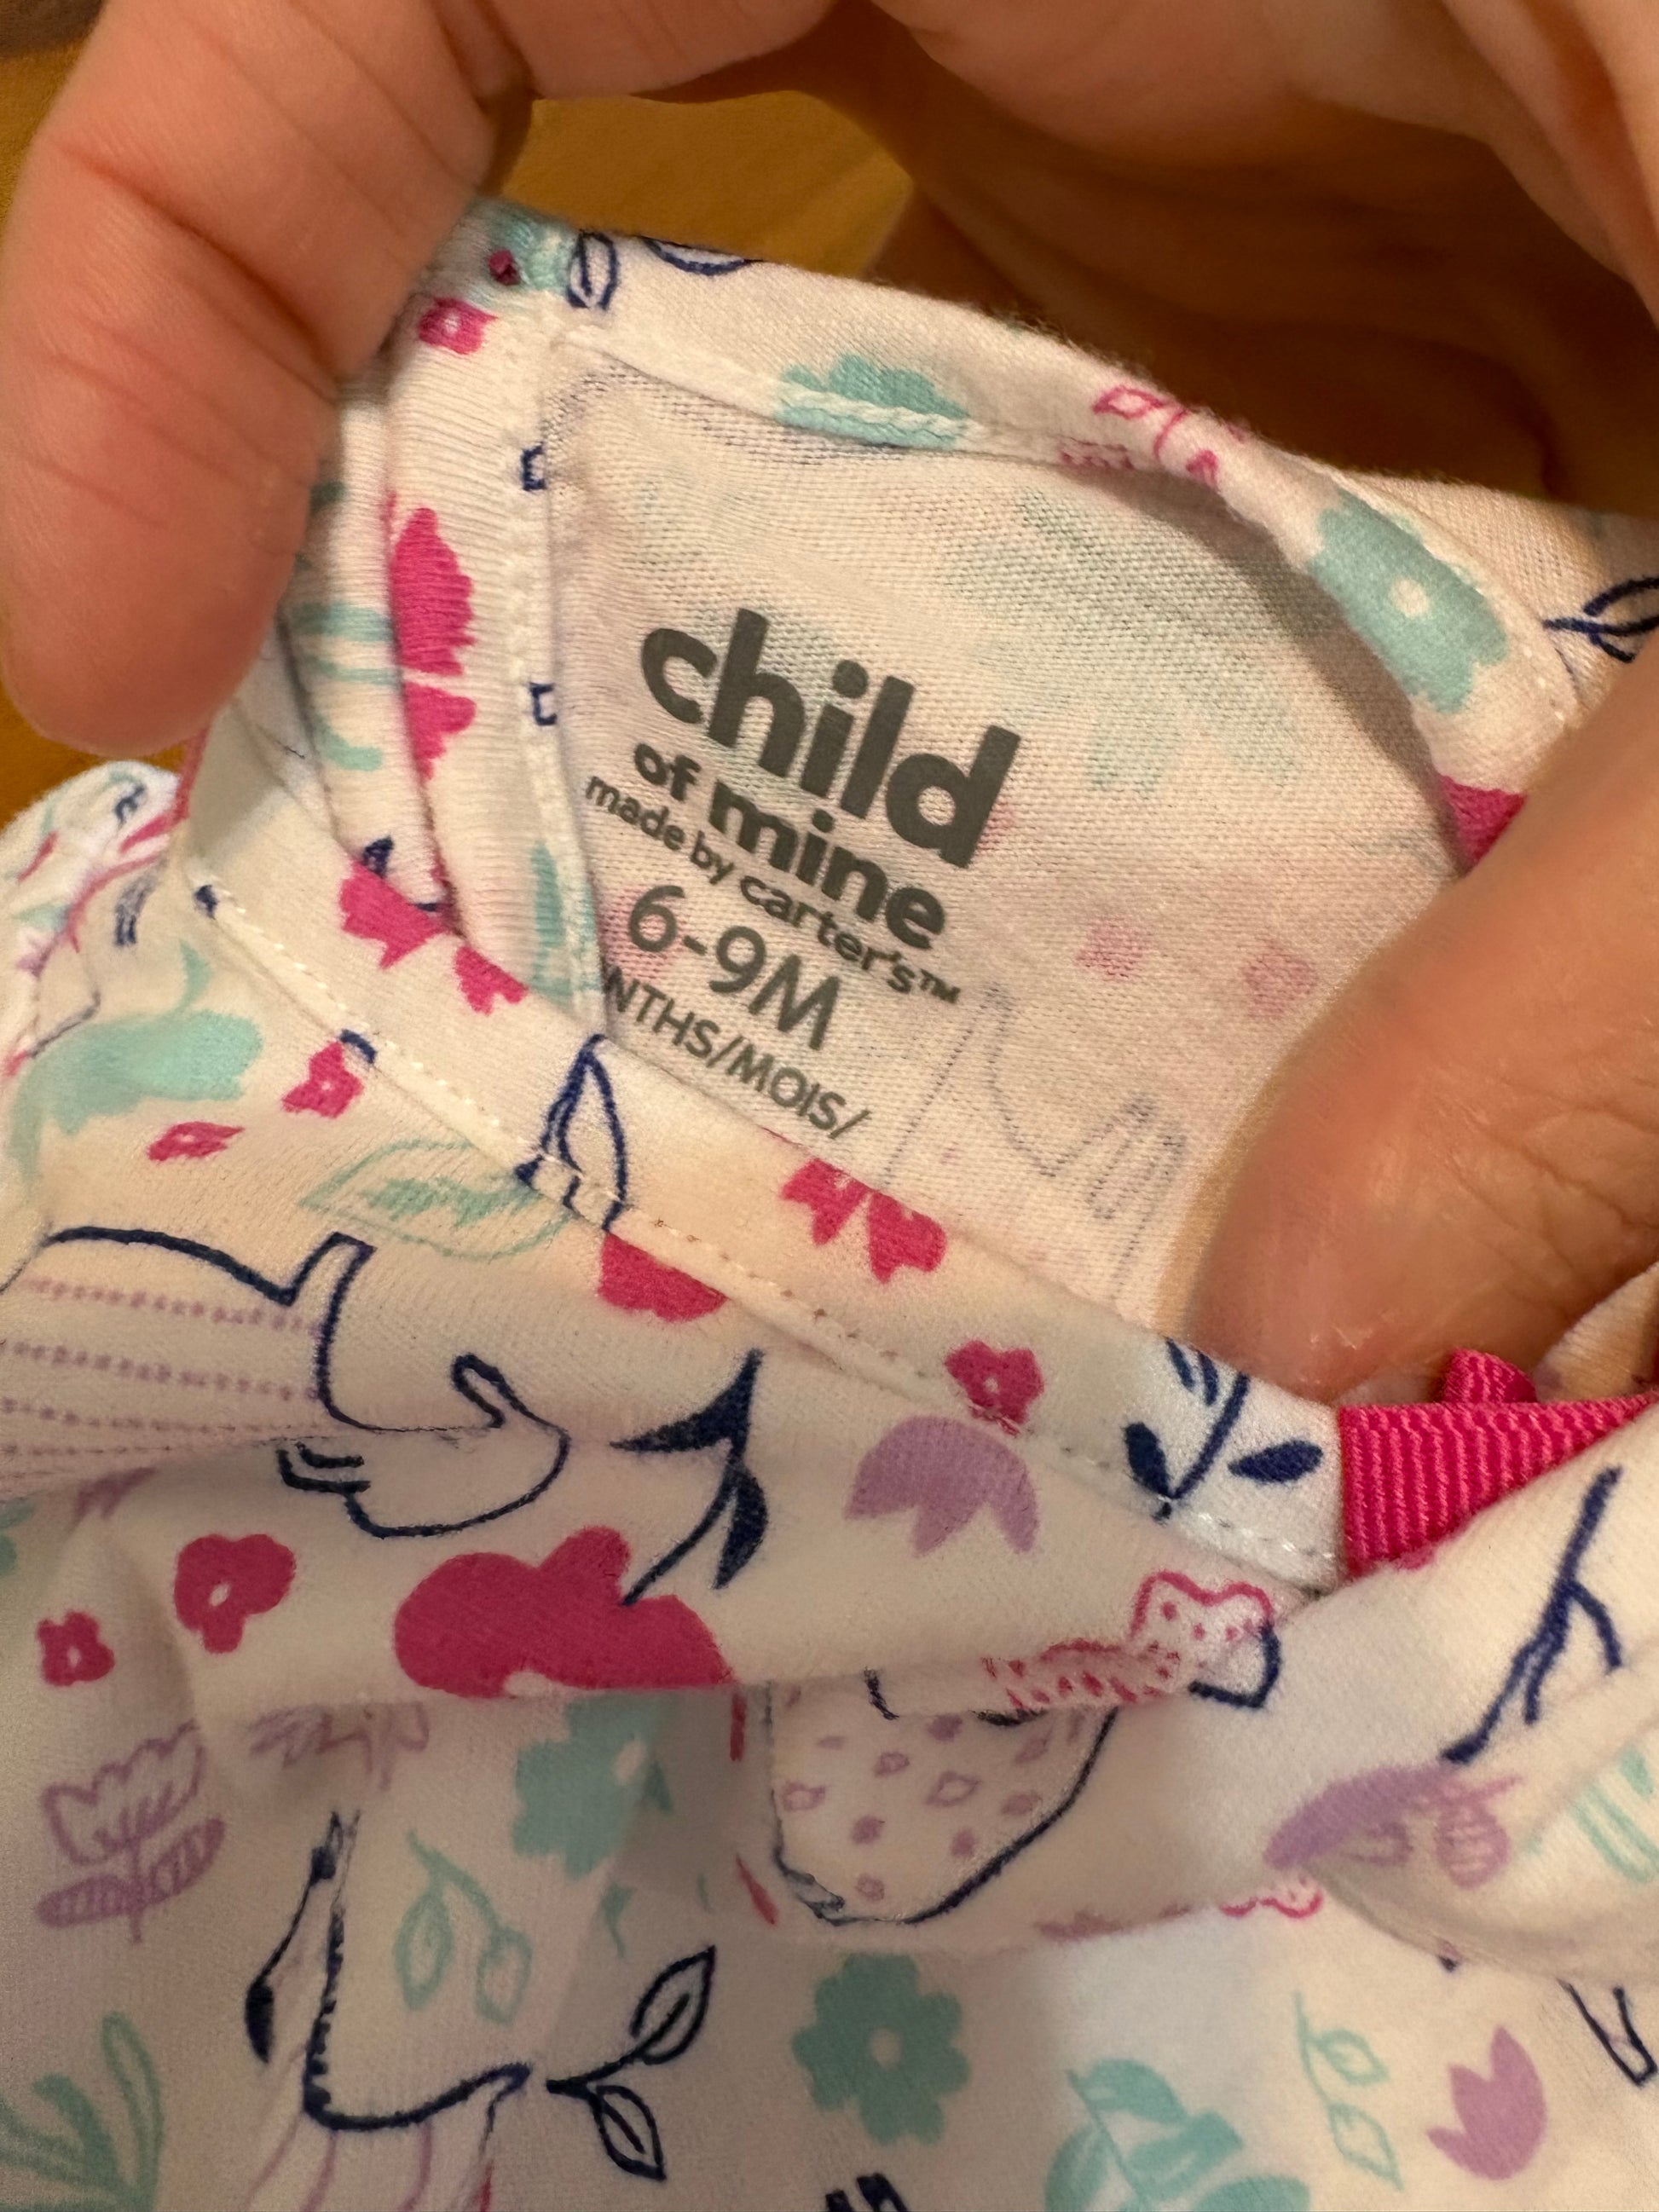 child
of mine
made by carter's™
6-9M
NTHS/MOIS/